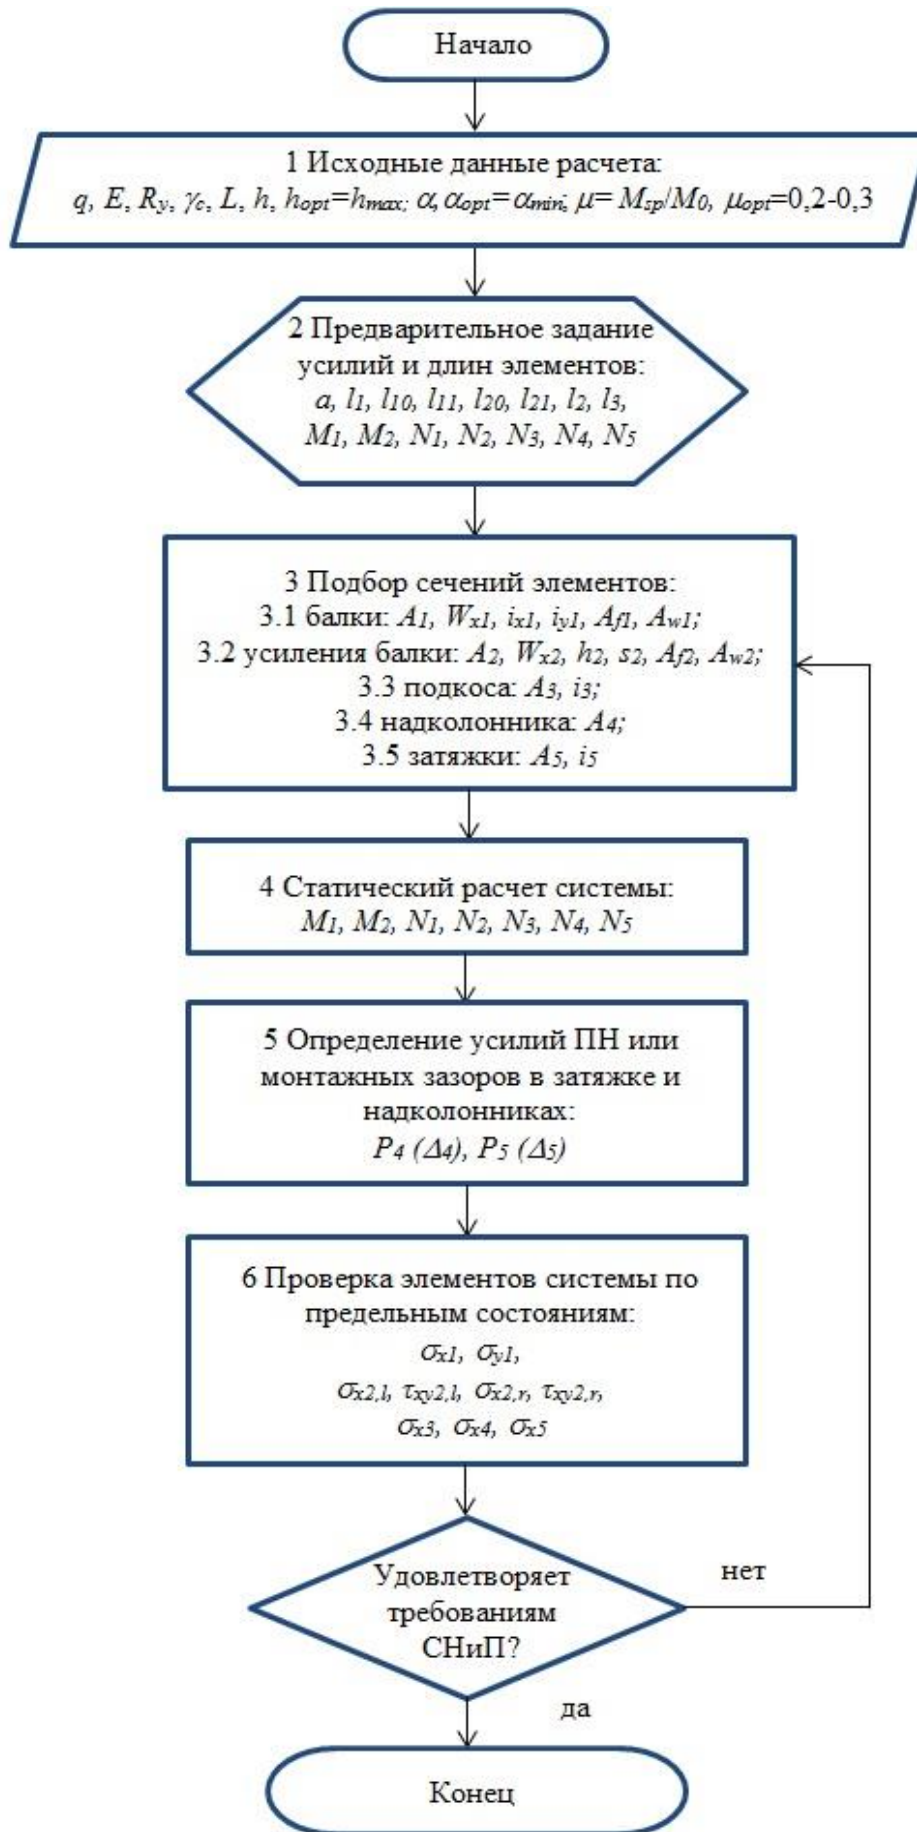 Начало
1 Исходные данные расчета:
q, E, Ry, γc, L, h, hopt=hmax; α, αopt=αmin; μ= Msp/M0, μopt=0,2-0,3
2 Предварительное задание
усилий и длин элементов:
a, l1, l10, l11, l20, l21, l2, l3,
M1, M2, N1, N2, N3, N4, N5
3 Подбор сечений элементов:
3.1 балки: A1, Wx1, ix1, iy1, Af1, Aw1;
3.2 усиления балки: A2, Wx2, h2, s2, Af2, Aw2;
3.3 подкоса: A3, i3;
3.4 надколонника: A4;
3.5 затяжки: A5, i5
4 Статический расчет системы:
M1, M2, N1, N2, N3, N4, N5
5 Определение усилий ПН или
монтажных зазоров в затяжке и
надколонниках:
P4 (Δ4), P5 (Δ5)
6 Проверка элементов системы по
предельным состояниям:
σx1, σy1,
σx2,l, τxy2,l, σx2,r, τxy2,r,
σx3, σx4, σx5
Удовлетворяет
требованиям
СНиП?
нет
да
Конец